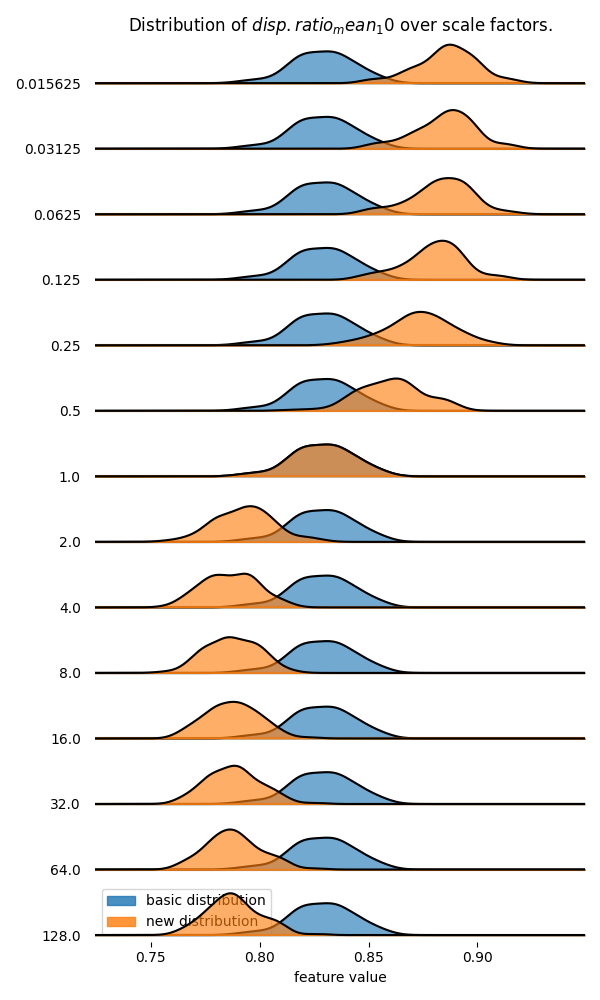 Distribution of disp.ratio_mean_10 over scale factors.
0.015625
0.03125
0.0625
0.125
0.25
0.5
1.0
2.0
4.0
8.0
16.0
32.0
64.0
128.0
basic distribution
new distribution
0.75 0.80 0.85 0.90
feature value